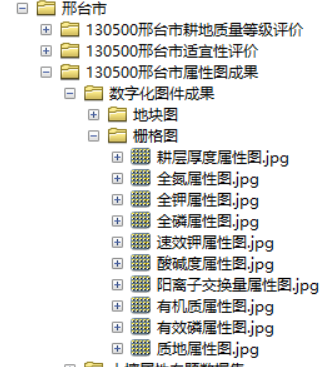 邢台市
130500邢台市耕地质量等级评价
130500邢台市适宜性评价
130500邢台市属性图成果
数字化图件成果
地块图
栅格图
耕层厚度属性图.jpg
全氮属性图.jpg
全钾属性图.jpg
全磷属性图.jpg
速效钾属性图.jpg
酸碱度属性图.jpg
阳离子交换量属性图.jpg
有机质属性图.jpg
有效磷属性图.jpg
质地属性图.jpg